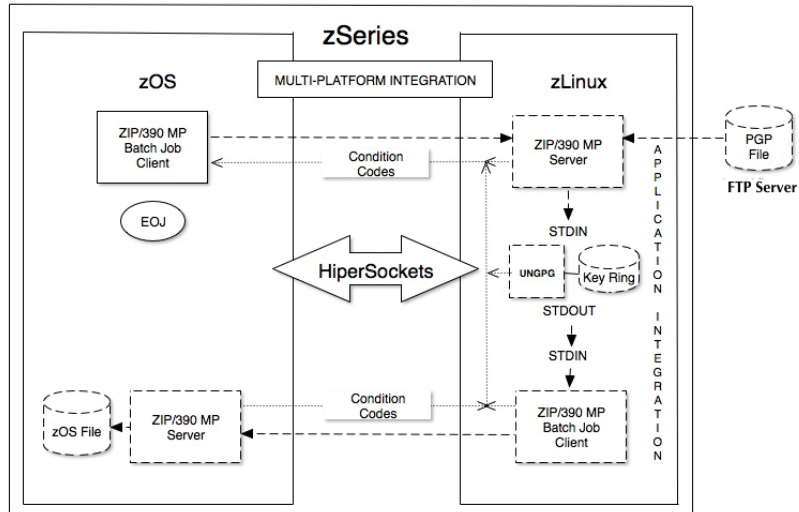 zSeries
MULTI-PLATFORM INTEGRATION
zOS
zLinux
ZIP/390 MP
Batch Job
Client
Condition
Codes
ZIP/390 MP
Server
PGP
File
FTP Server
EOJ
STDIN
HiperSockets
UNGPG
Key Ring
STDOUT
STDIN
zOS File
ZIP/390 MP
Server
Condition
Codes
ZIP/390 MP
Batch Job
Client
APPLICATION INTEGRATION